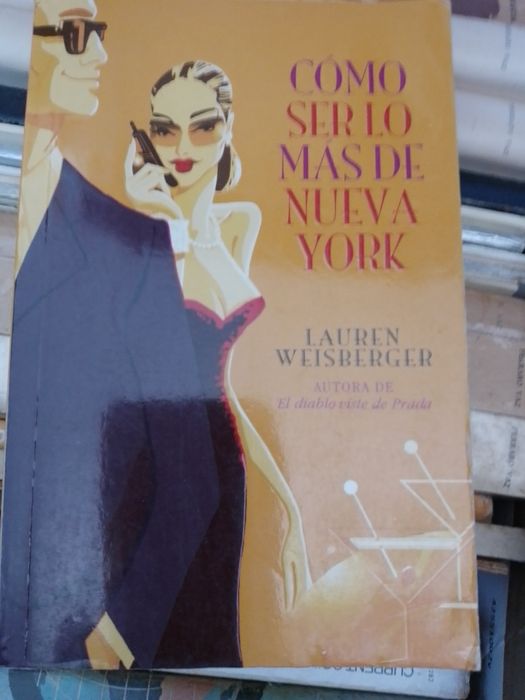 CÓMO
SER LO
MÁS DE
NUEVA
YORK
LAUREN
WEISBERGER
AUTORA DE
El diablo viste de Prada